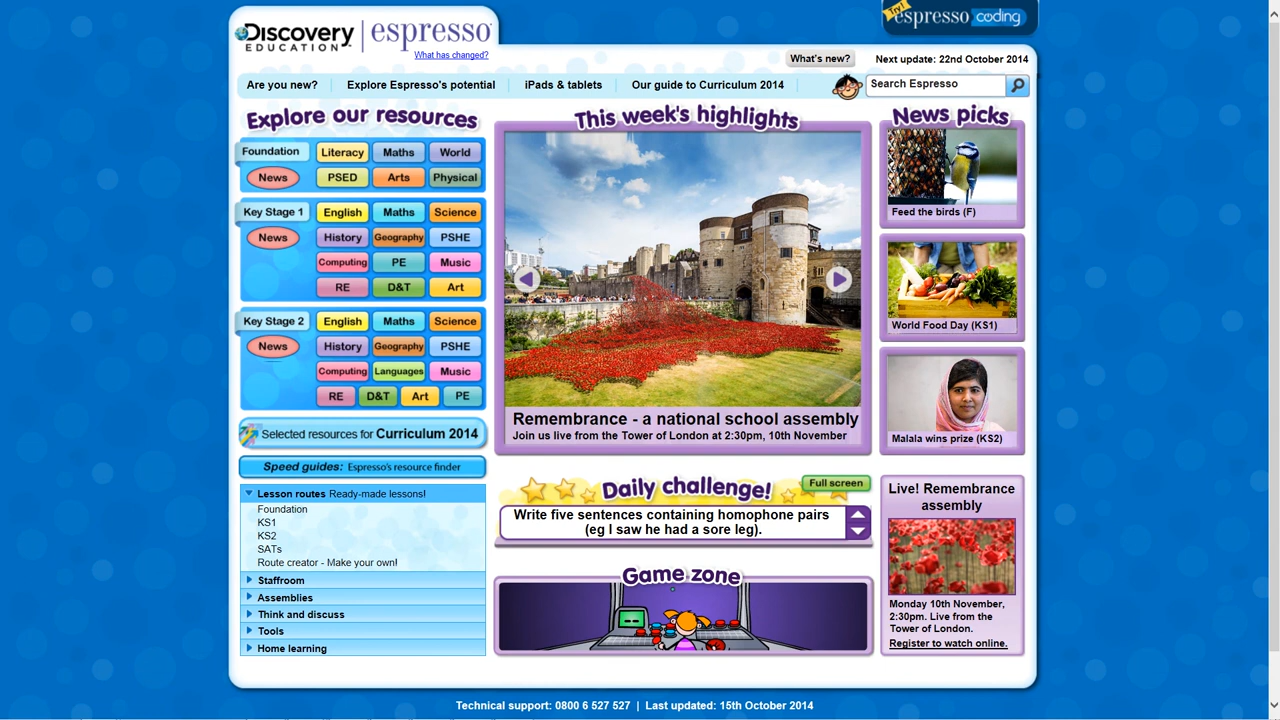 Discovery EDUCATION
espresso
What has changed?
Try! espresso coding
What's new?
Next update: 22nd October 2014
Are you new?
Explore Espresso's potential
iPads & tablets
Our guide to Curriculum 2014
Search Espresso
Explore our resources
Foundation
Literacy
Maths
World
News
PSED
Arts
Physical
Key Stage 1
English
Maths
Science
News
History
Geography
PSHE
Computing
PE
Music
RE
D&T
Art
Key Stage 2
English
Maths
Science
News
History
Geography
PSHE
Computing
Languages
Music
RE
D&T
Art
PE
Selected resources for Curriculum 2014
Speed guides: Espresso's resource finder
Lesson routes Ready-made lessons!
Foundation
KS1
KS2
SATs
Route creator - Make your own!
Staffroom
Assemblies
Think and discuss
Tools
Home learning
This week's highlights
Remembrance - a national school assembly
Join us live from the Tower of London at 2:30pm, 10th November
Daily challenge!
Full screen
Write five sentences containing homophone pairs
(eg I saw he had a sore leg).
Game zone
News picks
Feed the birds (F)
World Food Day (KS1)
Malala wins prize (KS2)
Live! Remembrance
assembly
Monday 10th November,
2:30pm. Live from the
Tower of London.
Register to watch online.
Technical support: 0800 6 527 527 | Last updated: 15th October 2014